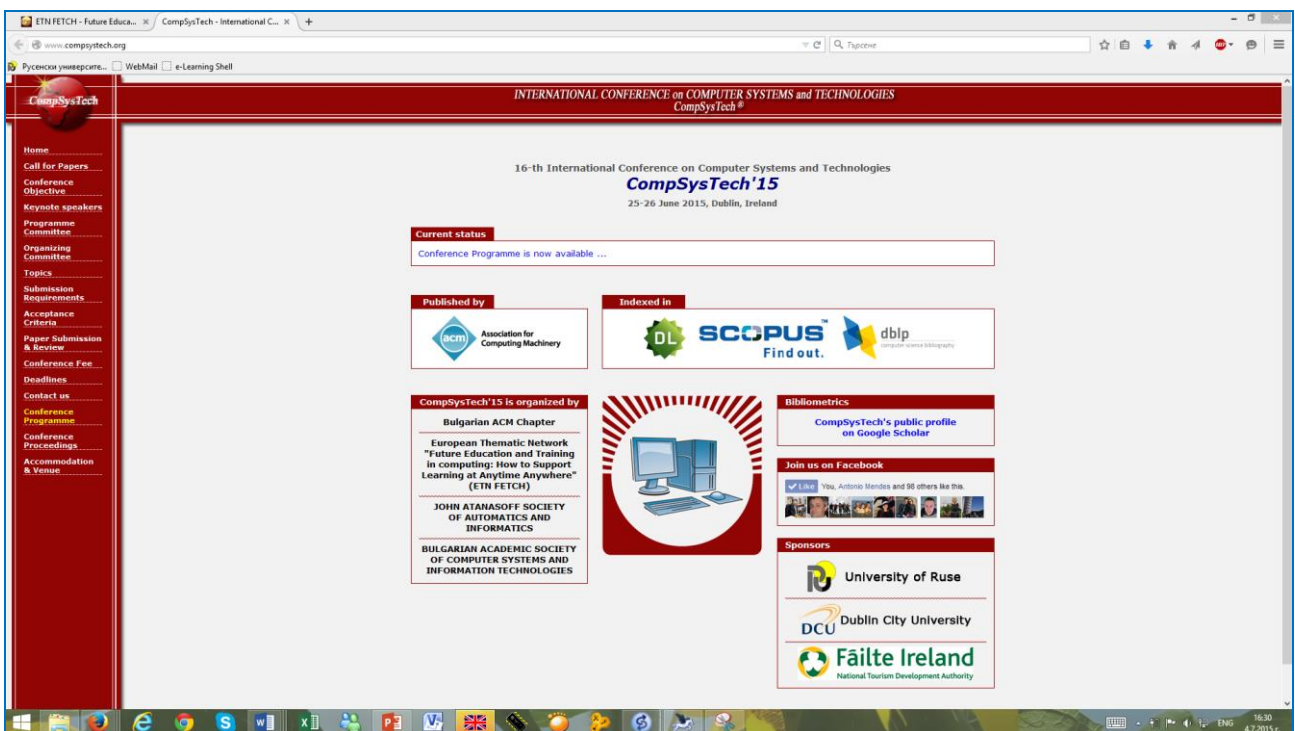 ETN FETCH - Future Educa...
CompSysTech - International C...
www.compsystech.org
Търсене
Русенски университе...
WebMail
e-Learning Shell
CompSysTech
INTERNATIONAL CONFERENCE on COMPUTER SYSTEMS and TECHNOLOGIES
CompSysTech ®
Home
Call for Papers
Conference
Objective
Keynote speakers
Programme
Committee
Organizing
Committee
Topics
Submission
Requirements
Acceptance
Criteria
Paper Submission
& Review
Conference Fee
Deadlines
Contact us
Conference
Programme
Conference
Proceedings
Accommodation
& Venue
16-th International Conference on Computer Systems and Technologies
CompSysTech'15
25-26 June 2015, Dublin, Ireland
Current status
Conference Programme is now available ...
Published by
acm
Association for
Computing Machinery
Indexed in
DL
SCOPUS™
Find out.
dblp
computer science bibliography
CompSysTech'15 is organized by
Bulgarian ACM Chapter
European Thematic Network
"Future Education and Training
in computing: How to Support
Learning at Anytime Anywhere"
(ETN FETCH)
JOHN ATANASOFF SOCIETY
OF AUTOMATICS AND
INFORMATICS
BULGARIAN ACADEMIC SOCIETY
OF COMPUTER SYSTEMS AND
INFORMATION TECHNOLOGIES
Bibliometrics
CompSysTech's public profile
on Google Scholar
Join us on Facebook
Like
You, Antonio Mendes and 98 others like this.
Sponsors
University of Ruse
DCU
Dublin City University
Fāilte Ireland
National Tourism Development Authority
ENG
16:30
4.7.2015 г.